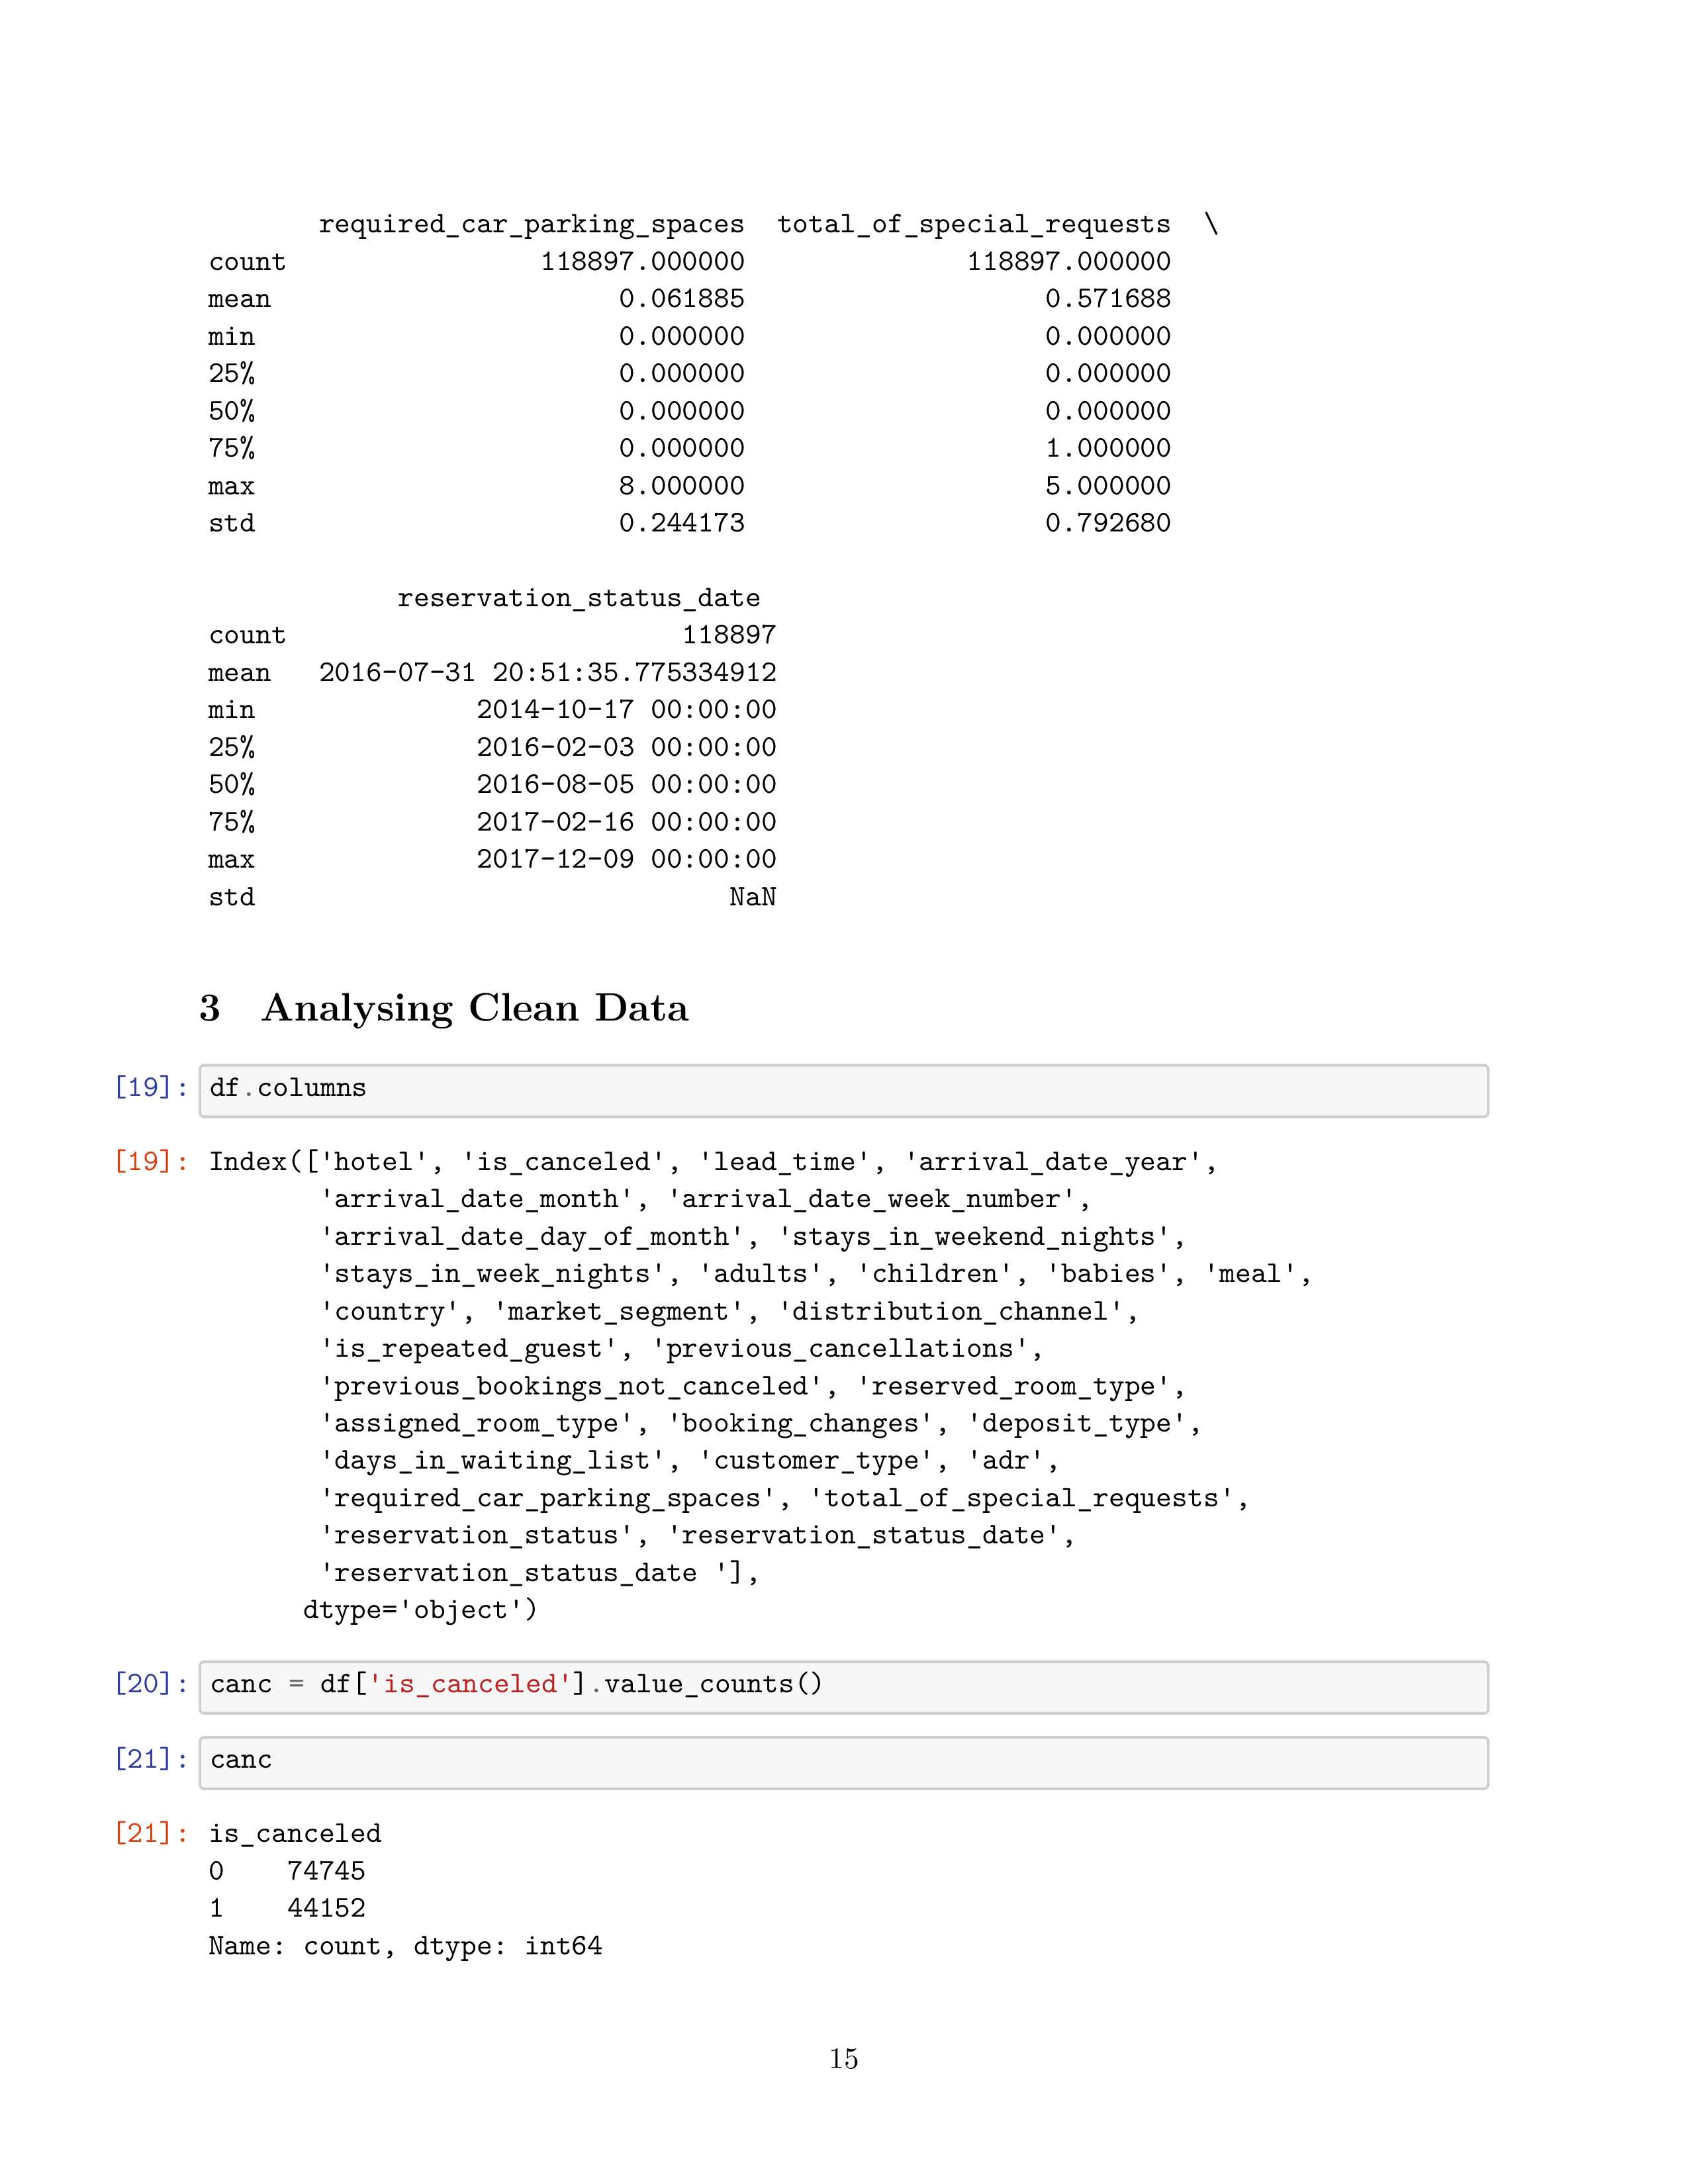 required_car_parking_spaces  total_of_special_requests  \
count                118897.000000              118897.000000
mean                      0.061885                   0.571688
min                       0.000000                   0.000000
25%                       0.000000                   0.000000
50%                       0.000000                   0.000000
75%                       0.000000                   1.000000
max                       8.000000                   5.000000
std                       0.244173                   0.792680
reservation_status_date
count                         118897
mean   2016-07-31 20:51:35.775334912
min              2014-10-17 00:00:00
25%              2016-02-03 00:00:00
50%              2016-08-05 00:00:00
75%              2017-02-16 00:00:00
max              2017-12-09 00:00:00
std                              NaN
3 Analysing Clean Data
[19]: df.columns
[19]: Index(['hotel', 'is_canceled', 'lead_time', 'arrival_date_year',
'arrival_date_month', 'arrival_date_week_number',
'arrival_date_day_of_month', 'stays_in_weekend_nights',
'stays_in_week_nights', 'adults', 'children', 'babies', 'meal',
'country', 'market_segment', 'distribution_channel',
'is_repeated_guest', 'previous_cancellations',
'previous_bookings_not_canceled', 'reserved_room_type',
'assigned_room_type', 'booking_changes', 'deposit_type',
'days_in_waiting_list', 'customer_type', 'adr',
'required_car_parking_spaces', 'total_of_special_requests',
'reservation_status', 'reservation_status_date',
'reservation_status_date '],
dtype='object')
[20]: canc = df['is_canceled'].value_counts()
[21]: canc
[21]: is_canceled
0    74745
1    44152
Name: count, dtype: int64
15